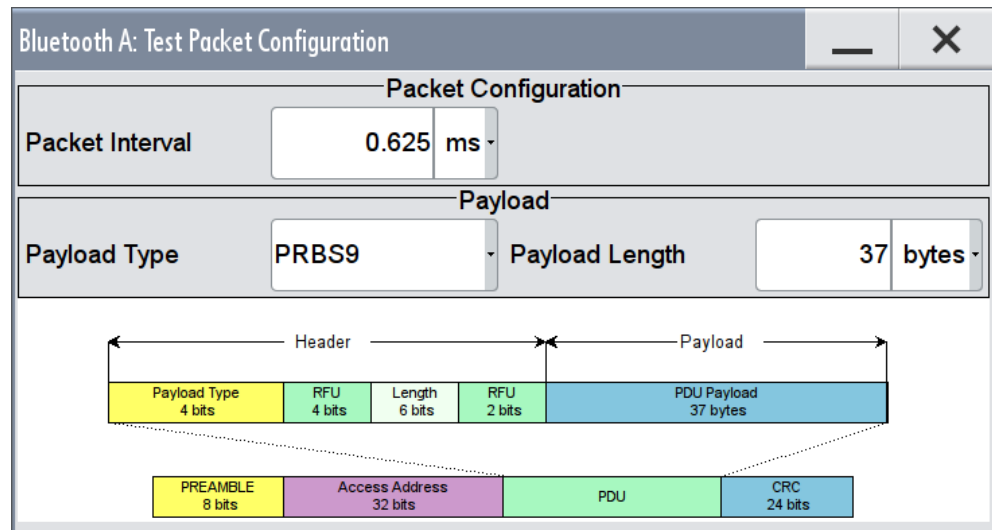 Bluetooth A: Test Packet Configuration
Packet Configuration
Packet Interval 0.625 ms
Payload
Payload Type PRBS9 Payload Length 37 bytes
Header Payload
Payload Type RFU Length RFU PDU Payload
4 bits 4 bits 6 bits 2 bits 37 bytes
PREAMBLE Access Address PDU CRC
8 bits 32 bits 24 bits